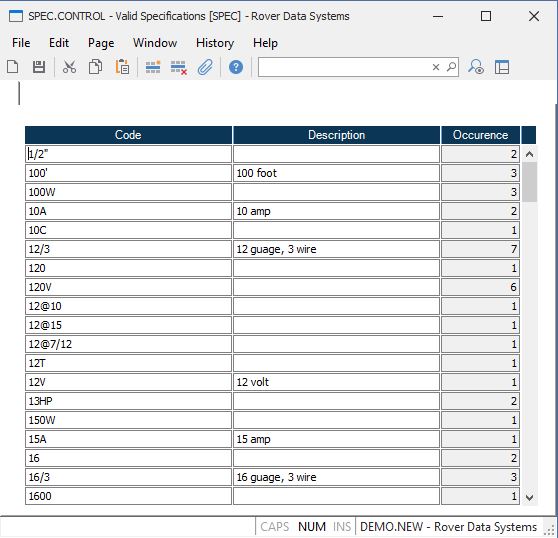 SPEC.CONTROL - Valid Specifications [SPEC] - Rover Data Systems
File Edit Page Window History Help
Code Description Occurence
1/2" 2
100' 100 foot 3
100W 3
10A 10 amp 2
10C 1
12/3 12 guage, 3 wire 7
120 1
120V 6
12@10 1
12@15 1
12@7/12 1
12T 1
12V 12 volt 1
13HP 2
150W 1
15A 15 amp 1
16 2
16/3 16 guage, 3 wire 3
1600 1
CAPS NUM INS DEMO.NEW - Rover Data Systems